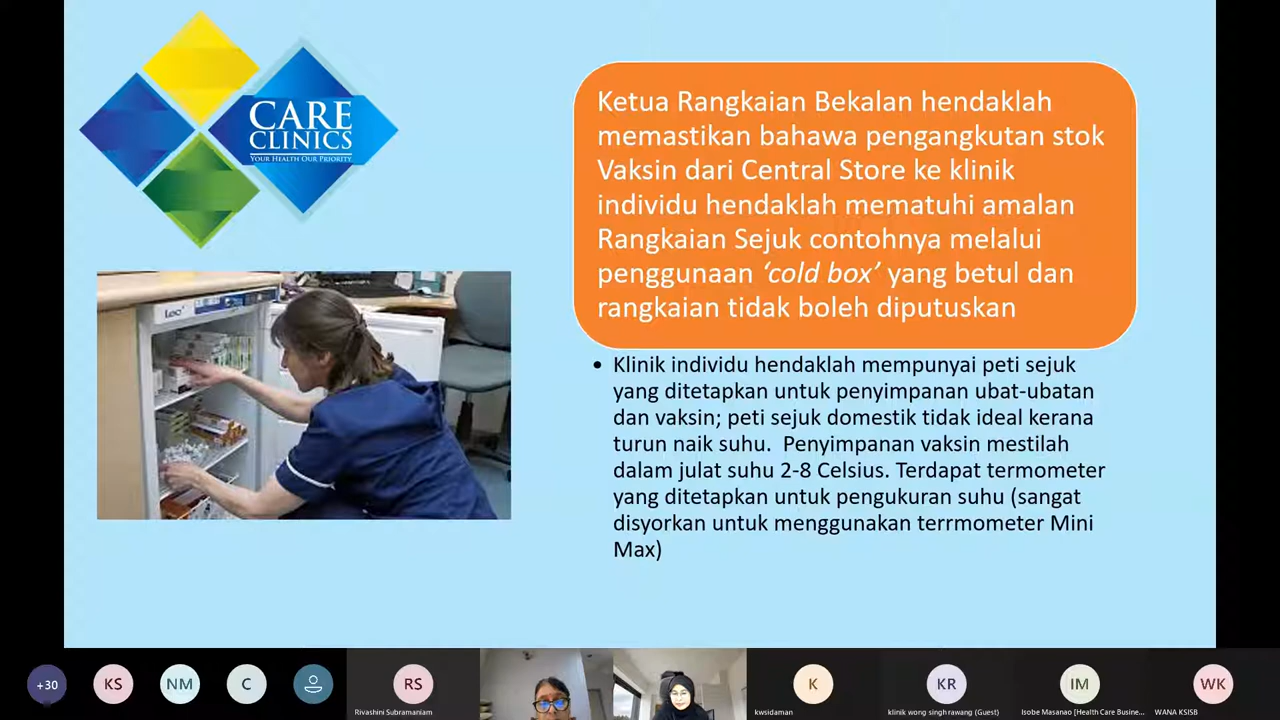 CARE
CLINICS
YOUR HEALTH OUR PRIORITY
Ketua Rangkaian Bekalan hendaklah
memastikan bahawa pengangkutan stok
Vaksin dari Central Store ke klinik
individu hendaklah mematuhi amalan
Rangkaian Sejuk contohnya melalui
penggunaan ‘cold box’ yang betul dan
rangkaian tidak boleh diputuskan
Lec
• Klinik individu hendaklah mempunyai peti sejuk
yang ditetapkan untuk penyimpanan ubat-ubatan
dan vaksin; peti sejuk domestik tidak ideal kerana
turun naik suhu. Penyimpanan vaksin mestilah
dalam julat suhu 2-8 Celsius. Terdapat termometer
yang ditetapkan untuk pengukuran suhu (sangat
disyorkan untuk menggunakan terrmometer Mini
Max)
+30
KS
NM
C
RS
Rivashini Subramaniam
K
kwsidaman
KR
klinik wong singh rawang (Guest)
IM
Isobe Masanao [Health Care Busine...
WK
WANA KSISB